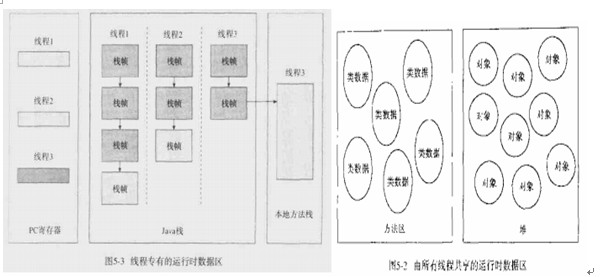 线程1
线程2
线程3
PC寄存器
线程1
线程2
线程3
栈帧
栈帧
栈帧
栈帧
栈帧
栈帧
栈帧
栈帧
栈帧
Java栈
线程3
本地方法栈
图5-3 线程专有的运行时数据区
类数据
类数据
类数据
类数据
类数据
类数据
方法区
对象
对象
对象
对象
对象
对象
对象
对象
对象
堆
图5-2 由所有线程共享的运行时数据区